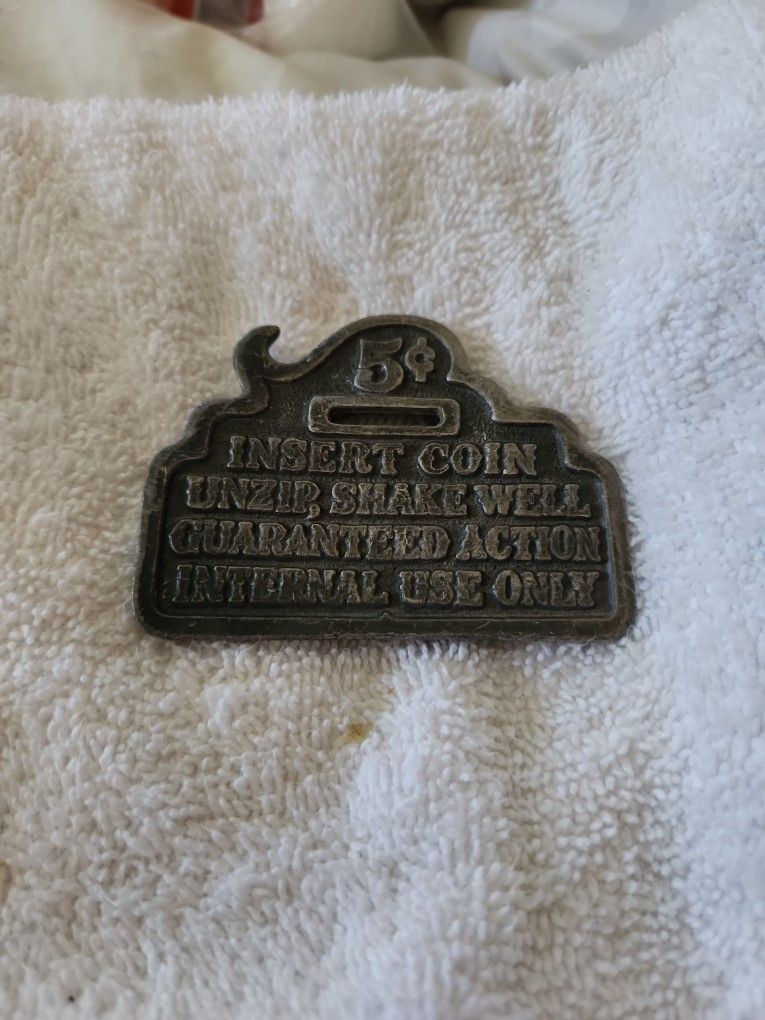 5¢
INSERT COIN
UNZIP, SHAKE WELL
GUARANTEED ACTION
INTERNAL USE ONLY